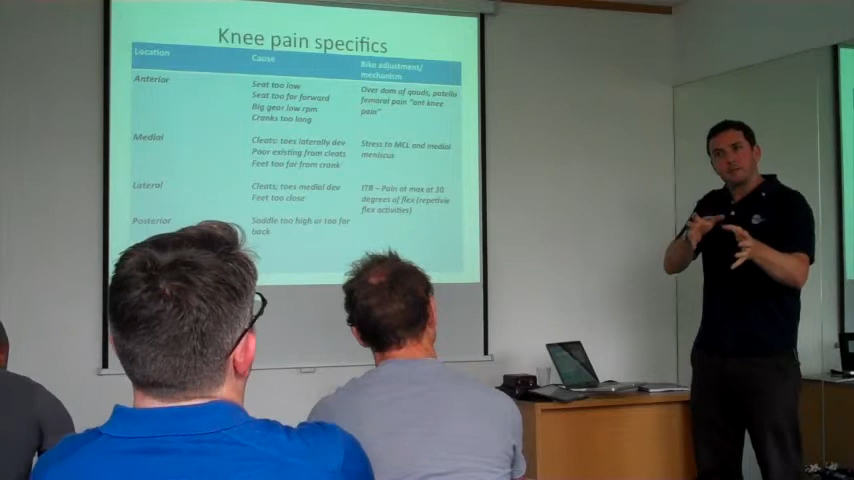 Knee pain specifics
Location Cause Bike adjustment/
mechanism
Anterior
Seat too low
Seat too far forward
Big gear low rpm
Cranks too long
Over dom of qauds, patello
femoral pain "ant knee
pain"
Medial
Cleats: toes laterally dev
Poor existing from cleats
Feet too far from crank
Stress to MCL and medial
meniscus
Lateral
Cleats; toes medial dev
Feet too close
ITB – Pain at max at 30
degrees of flex (repetivie
flex activities)
Posterior
Saddle too high or too far
back